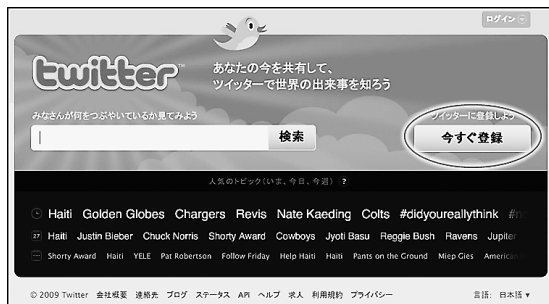 ログイン
twitter
あなたの今を共有して、
ツイッターで世界の出来事を知ろう
みなさんが何をつぶやいているか見てみよう
ツイッターに登録しよう
検索
今すぐ登録
人気のトピック(いま、今日、今週) ?
Haiti Golden Globes Chargers Revis Nate Kaeding Colts #didyoureallythink
27 Haiti Justin Bieber Chuck Norris Shorty Award Cowboys Jyoti Basu Reggie Bush Ravens Jupiter
Shorty Award Haiti YELE Pat Robertson Follow Friday Help Haiti Haiti Pants on the Ground Miep Gies American
© 2009 Twitter 会社概要 連絡先 ブログ ステータス API ヘルプ 求人 利用規約 プライバシー 言語: 日本語